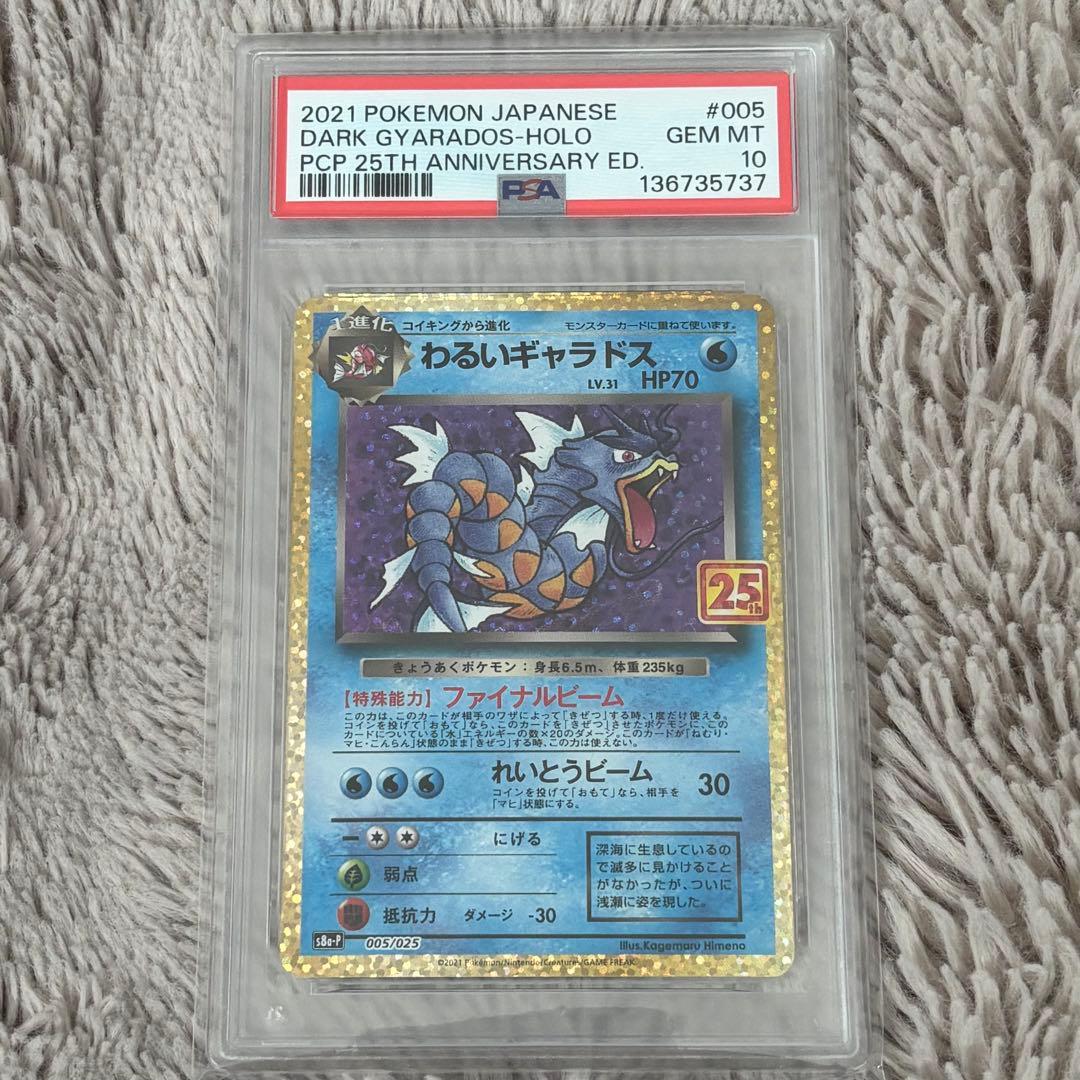 2021 POKEMON JAPANESE #005
DARK GYARADOS-HOLO GEM MT
PCP 25TH ANNIVERSARY ED. 10
PSA 136735737
1進化 コイキングから進化 モンスターカードに重ねて使います。
わるいギャラドス
LV.31 HP70
25th
きょうあくポケモン:身長6.5m、体重235kg
【特殊能力】ファイナルビーム
この力は、このカードが相手のワザによって「きぜつ」する時、1度だけ使える。
コインを投げて「おもて」なら、このカードを「きぜつ」させたポケモンに、この
カードについている「水」エネルギーの数×20のダメージ。このカードが「ねむり・
マヒ・こんらん」状態のまま「きぜつ」する時、この力は使えない。
れいとうビーム 30
コインを投げて「おもて」なら、相手を
「マヒ」状態にする。
にげる
弱点
抵抗力 ダメージ -30
深海に生息しているの
で滅多に見かけること
がなかったが、ついに
浅瀬に姿を現した。
s8a-P 005/025
Illus.Kagemaru Himeno
©2021 Pokémon/Nintendo/Creatures/GAME FREAK